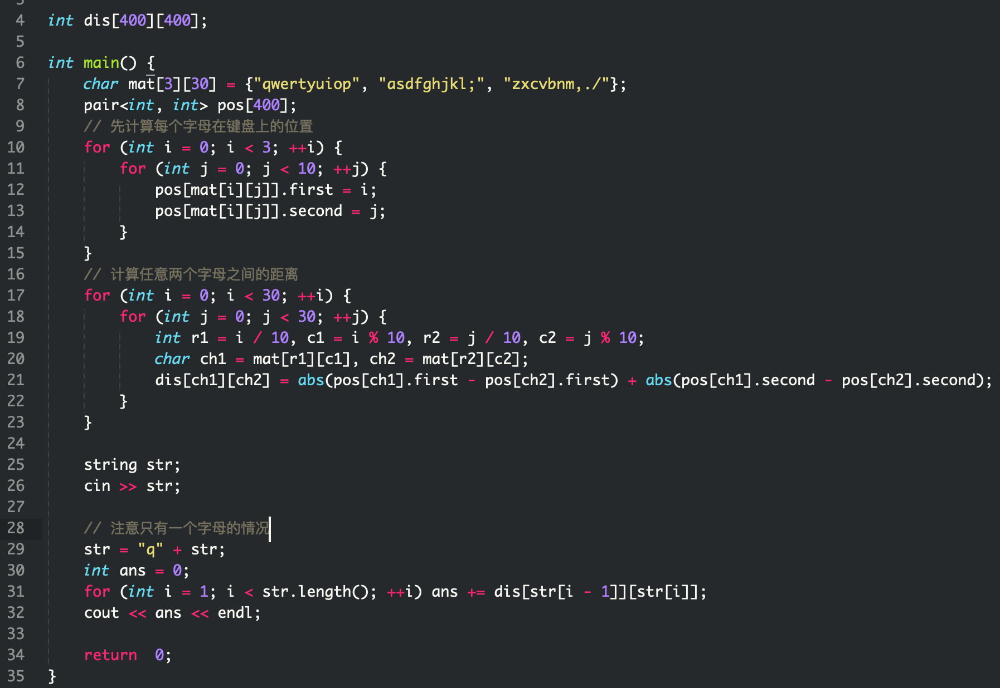 4 int dis[400][400];
5
6 int main() {
7 char mat[3][30] = {"qwertyuiop", "asdfghjkl;", "zxcvbnm,./"};
8 pair<int, int> pos[400];
9 // 先计算每个字母在键盘上的位置
10 for (int i = 0; i < 3; ++i) {
11 for (int j = 0; j < 10; ++j) {
12 pos[mat[i][j]].first = i;
13 pos[mat[i][j]].second = j;
14 }
15 }
16 // 计算任意两个字母之间的距离
17 for (int i = 0; i < 30; ++i) {
18 for (int j = 0; j < 30; ++j) {
19 int r1 = i / 10, c1 = i % 10, r2 = j / 10, c2 = j % 10;
20 char ch1 = mat[r1][c1], ch2 = mat[r2][c2];
21 dis[ch1][ch2] = abs(pos[ch1].first - pos[ch2].first) + abs(pos[ch1].second - pos[ch2].second);
22 }
23 }
24
25 string str;
26 cin >> str;
27
28 // 注意只有一个字母的情况
29 str = "q" + str;
30 int ans = 0;
31 for (int i = 1; i < str.length(); ++i) ans += dis[str[i - 1]][str[i]];
32 cout << ans << endl;
33
34 return  0;
35 }